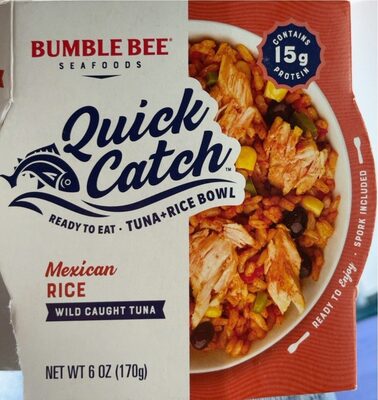 BUMBLE BEE®
SEAFOODS
CONTAINS
15g
PROTEIN
Quick
Catch™
READY TO EAT · TUNA+RICE BOWL
Mexican
RICE
WILD CAUGHT TUNA
NET WT 6 OZ (170g)
READY TO Enjoy · SPORK INCLUDED